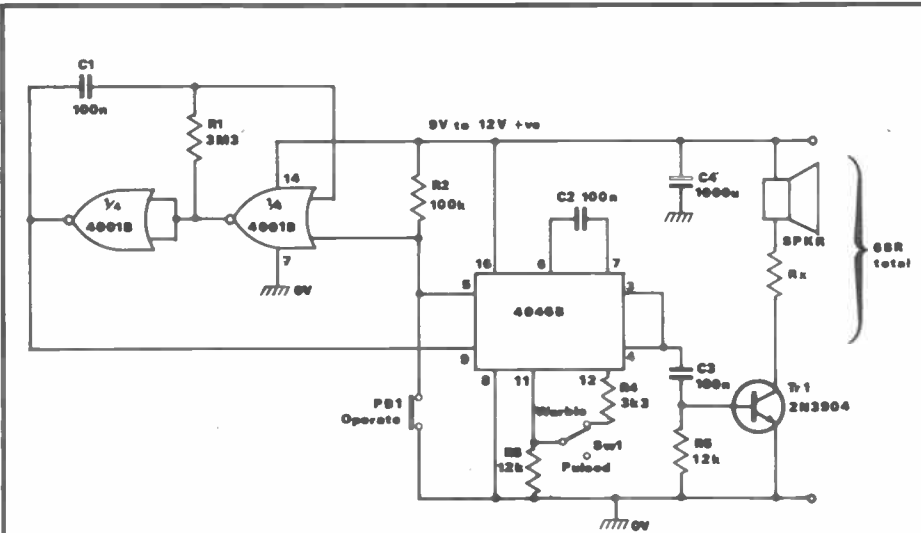 C1
100n
R1
3M3
9V to 12V +ve
14
R2
100k
C4
1000u
¼
4001B
¼
4001B
C2 100n
SPKR
7
0V
16
6
7
Rx
68R
total
5
3
4046B
9
4
8
11
12
C3
100n
R4
3k3
Tr1
2N3904
PB1
Operate
Warble
Sw1
12k
Pulsed
R5
12k
0V